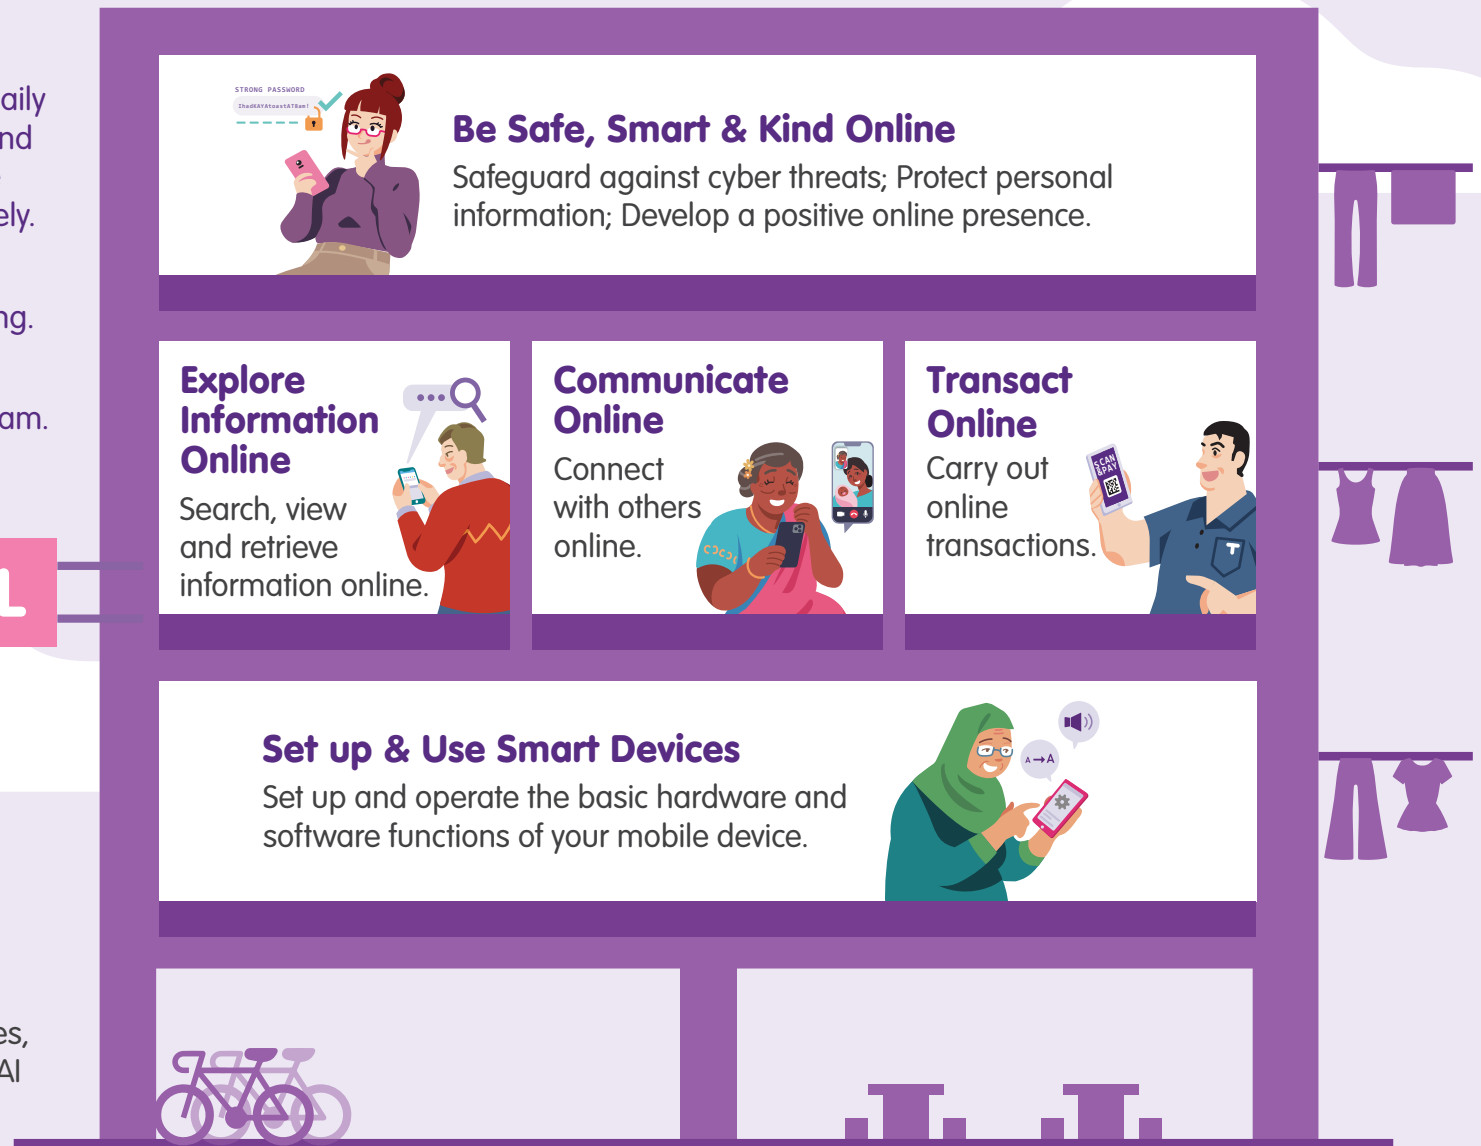 aily
nd
ely.
ng.
am.
L
es,
AI
STRONG PASSWORD
IhadKAYAtoastAT8am!
Be Safe, Smart & Kind Online
Safeguard against cyber threats; Protect personal
information; Develop a positive online presence.
Explore
Information
Online
Search, view
and retrieve
information online.
Communicate
Online
Connect
with others
online.
Transact
Online
Carry out
online
transactions.
SCAN
&PAY
T
Set up & Use Smart Devices
Set up and operate the basic hardware and
software functions of your mobile device.
A→A